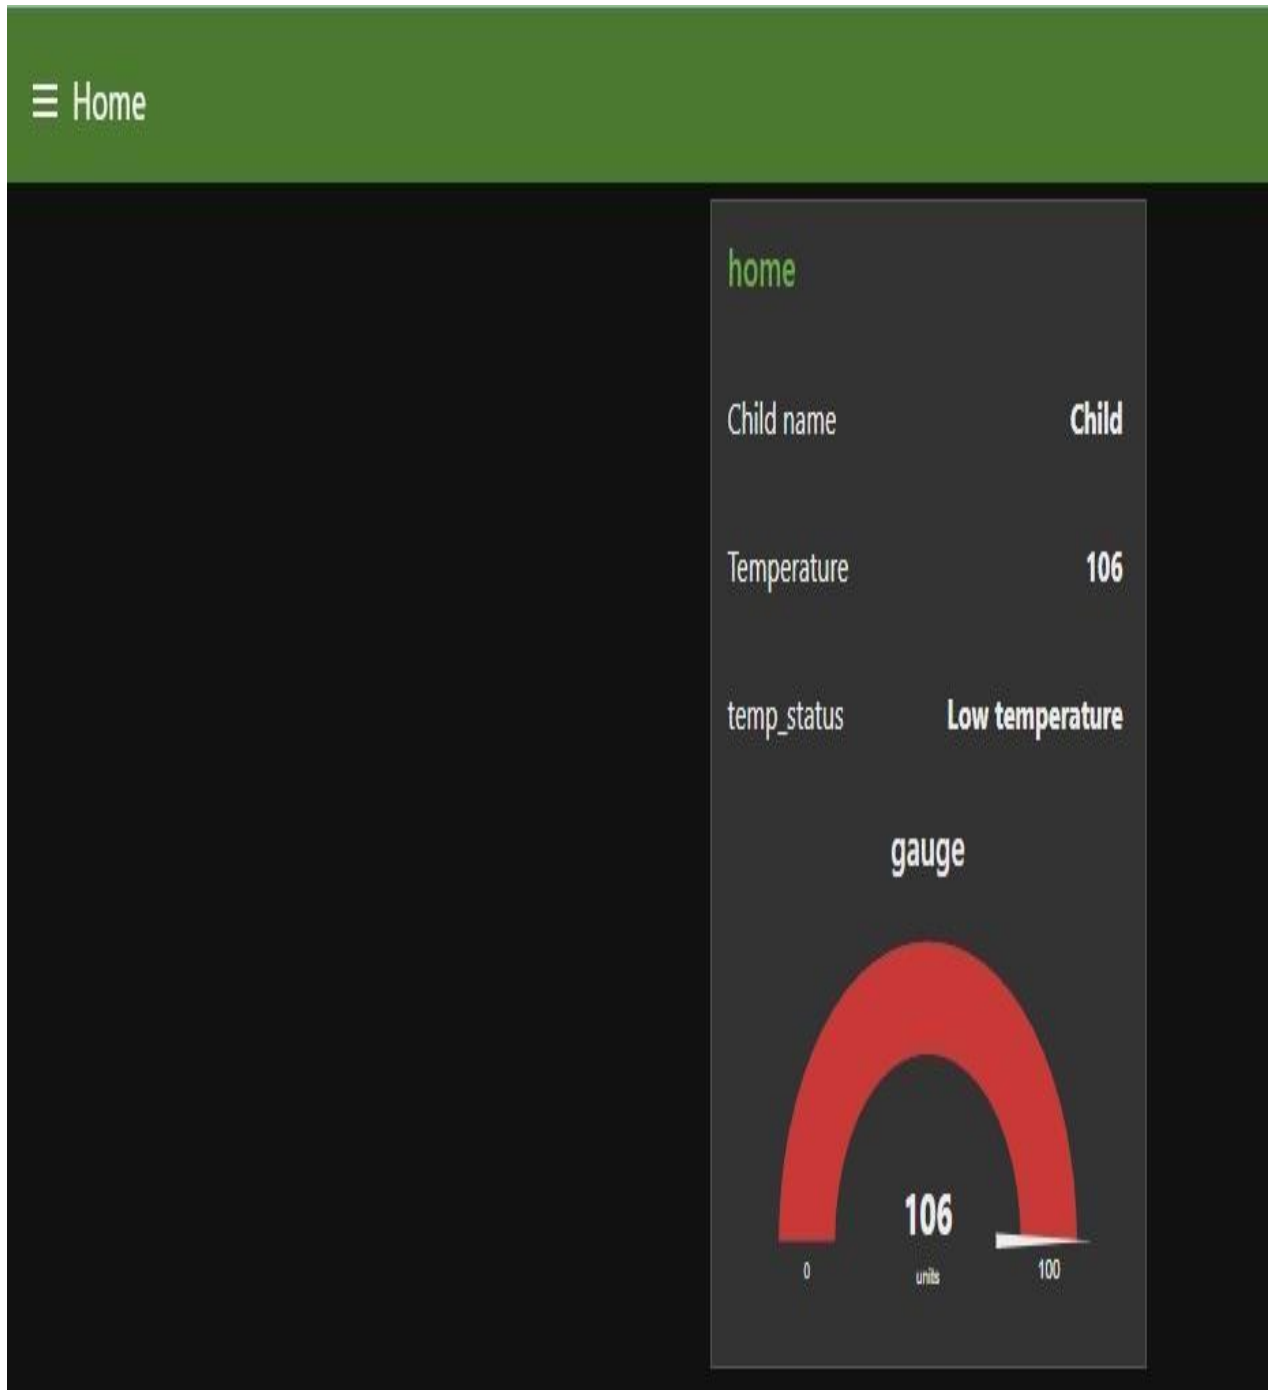 ☰ Home
home
Child name Child
Temperature 106
temp_status Low temperature
gauge
106
0 units 100